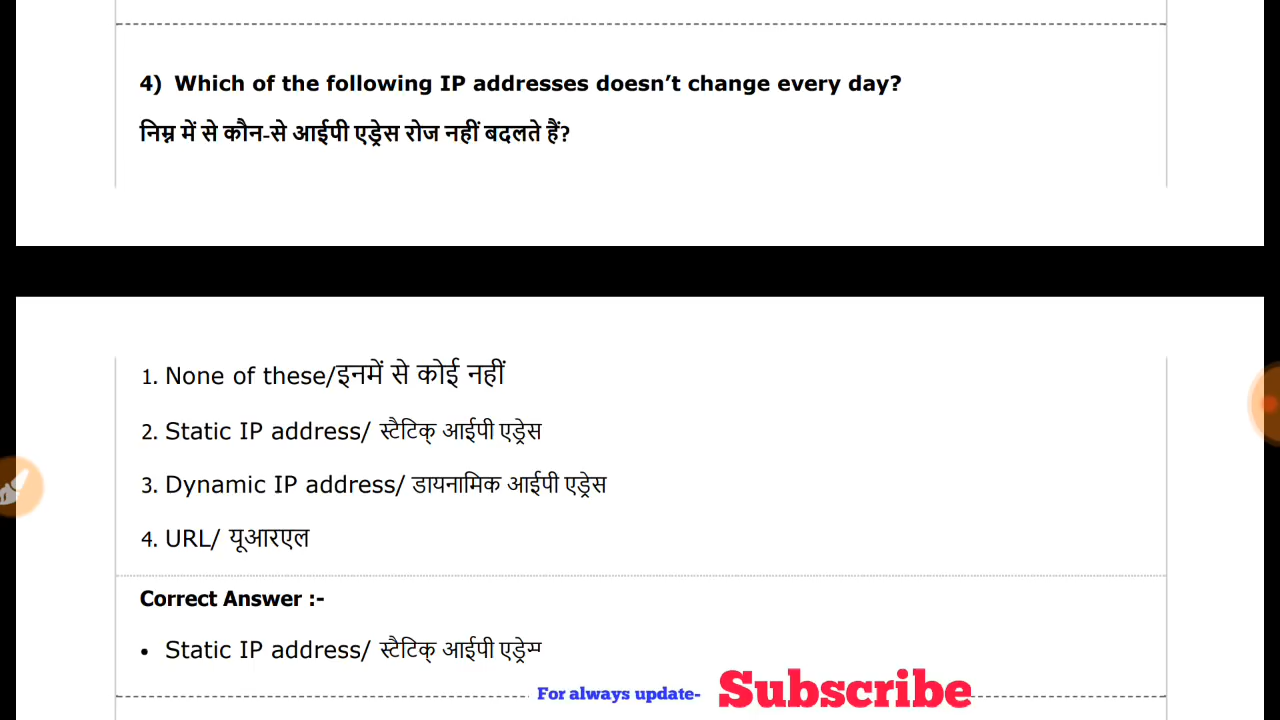 4) Which of the following IP addresses doesn’t change every day?
निम्न में से कौन-से आईपी एड्रेस रोज नहीं बदलते हैं?
1. None of these/इनमें से कोई नहीं
2. Static IP address/ स्टैटिक् आईपी एड्रेस
3. Dynamic IP address/ डायनामिक आईपी एड्रेस
4. URL/ यूआरएल
Correct Answer :-
• Static IP address/ स्टैटिक् आईपी एड्रेस
For always update- Subscribe